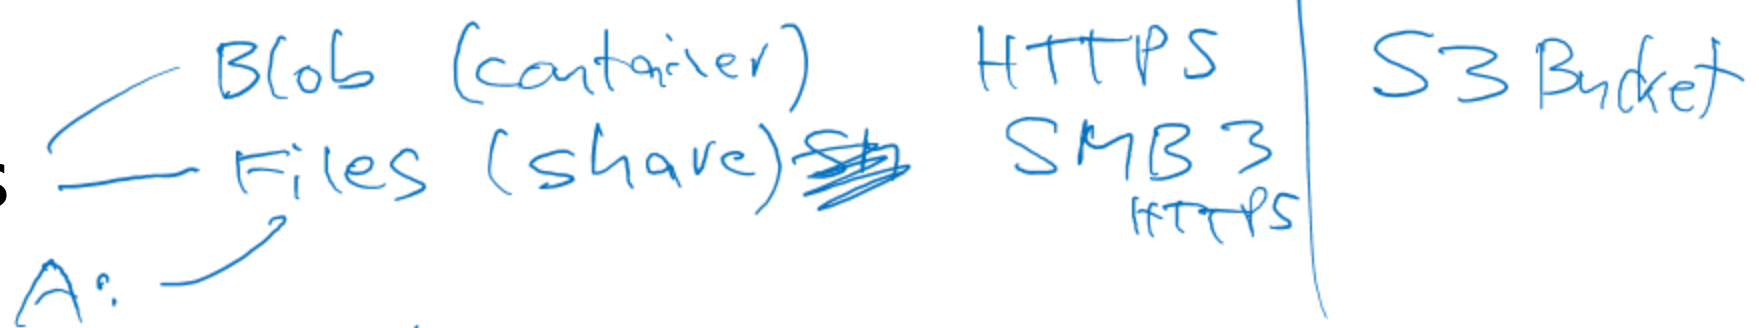 Blob (container) HTTPS S3 Bucket
s Files (share) SMB 3
HTTPS
A: